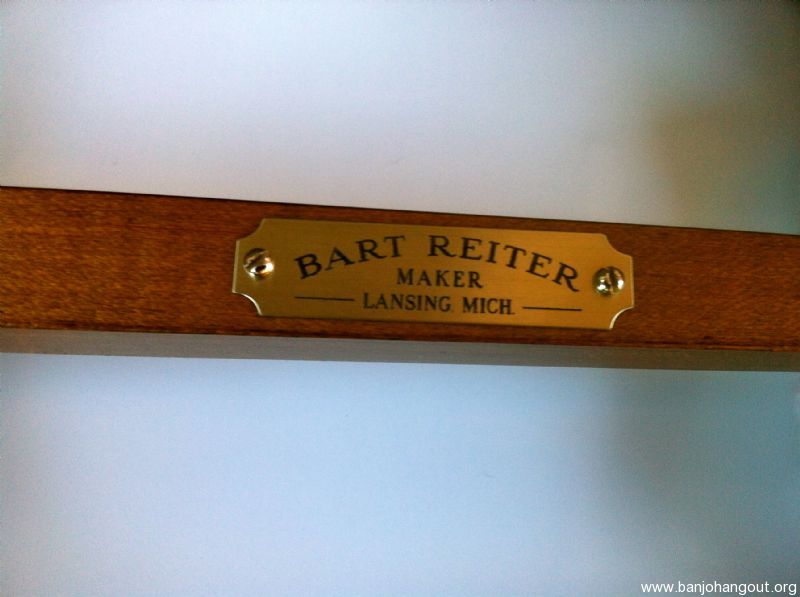 BART REITER
MAKER
LANSING, MICH.
www.banjohangout.org